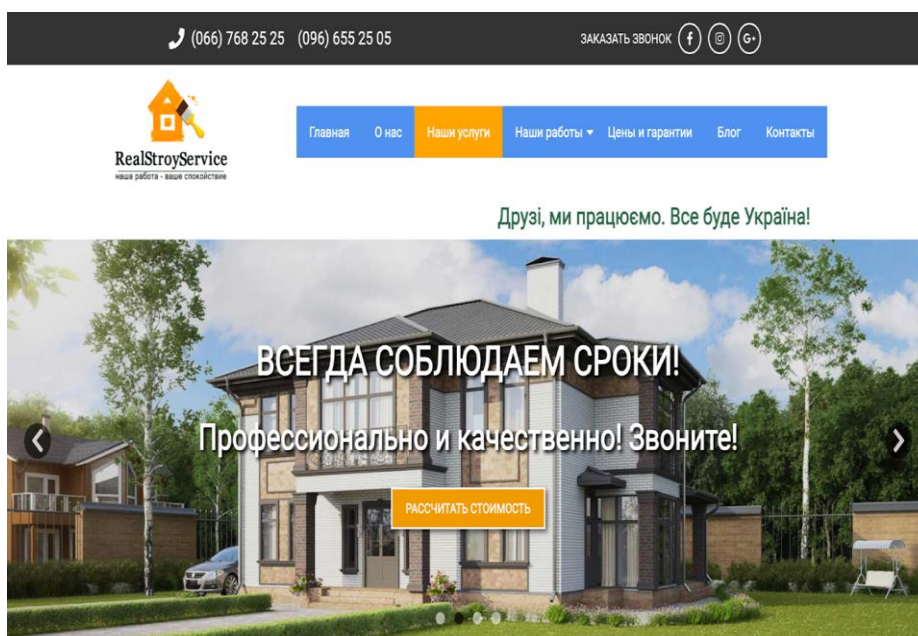 (066) 768 25 25 (096) 655 25 05
ЗАКАЗАТЬ ЗВОНОК f G+
RealStroyService
наша работа - ваше спокойствие
Главная О нас Наши услуги Наши работы Цены и гарантии Блог Контакты
Друзі, ми працюємо. Все буде Україна!
ВСЕГДА СОБЛЮДАЕМ СРОКИ!
Профессионально и качественно! Звоните!
РАССЧИТАТЬ СТОИМОСТЬ